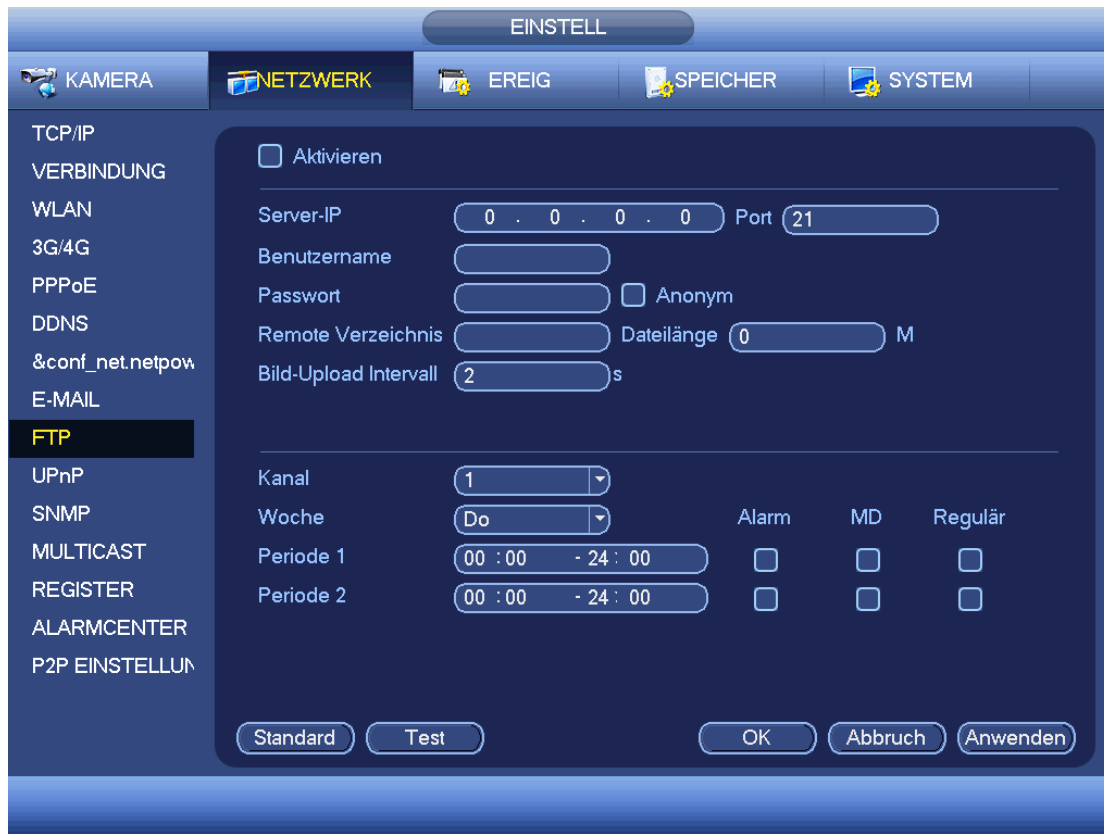 EINSTELL
KAMERA NETZWERK EREIG SPEICHER SYSTEM
TCP/IP
VERBINDUNG
WLAN
3G/4G
PPPoE
DDNS
&conf_net.netpow
E-MAIL
FTP
UPnP
SNMP
MULTICAST
REGISTER
ALARMCENTER
P2P EINSTELLUN
Aktivieren
Server-IP 0 . 0 . 0 . 0 Port 21
Benutzername
Passwort Anonym
Remote Verzeichnis Dateilänge 0 M
Bild-Upload Intervall 2 s
Kanal 1
Woche Do Alarm MD Regulär
Periode 1 00 : 00 - 24 : 00
Periode 2 00 : 00 - 24 : 00
Standard Test OK Abbruch Anwenden